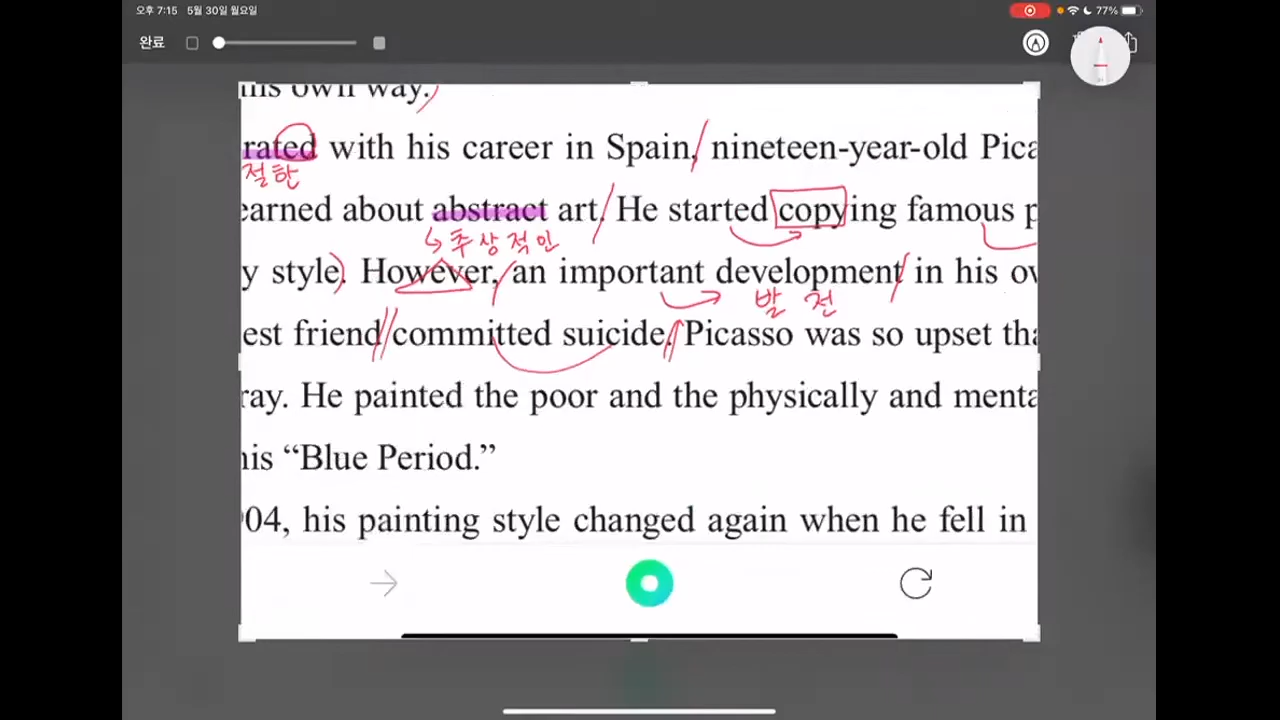 오후 7:15 5월 30일 월요일
77%
완료
his own way.
rated with his career in Spain, nineteen-year-old Pica
절한
earned about abstract art. He started copying famous p
추상적인
y style). However, an important development in his ov
발전
est friend committed suicide. Picasso was so upset tha
ray. He painted the poor and the physically and menta
his “Blue Period.”
04, his painting style changed again when he fell in